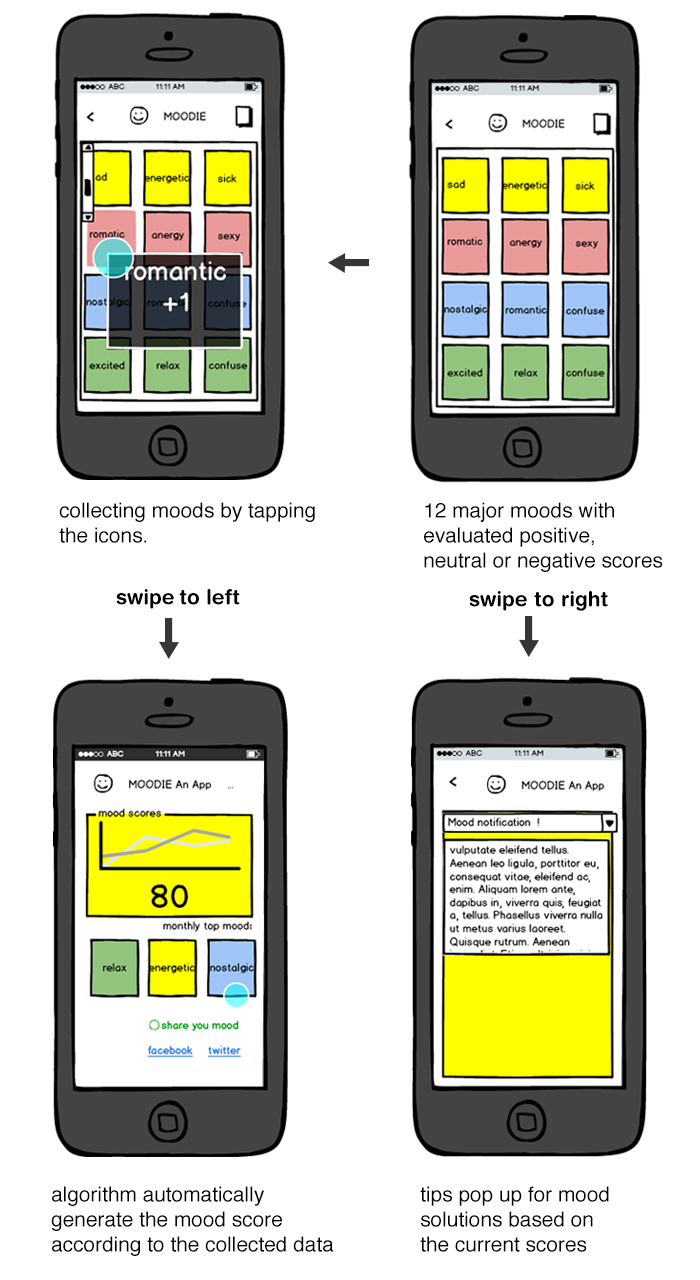 ●●●○○ ABC 11:11 AM
< MOODIE
ad energetic sick
romatic anergy sexy
romantic
+1
nostalgic romantic confuse
excited relax confuse
collecting moods by tapping
the icons.
●●●○○ ABC 11:11 AM
< MOODIE
sad energetic sick
romatic anergy sexy
nostalgic romantic confuse
excited relax confuse
12 major moods with
evaluated positive,
neutral or negative scores
swipe to left
●●●○○ ABC 11:11 AM
MOODIE An App ...
mood scores
80
monthly top moods
relax energetic nostalgic
share you mood
facebook twitter
algorithm automatically
generate the mood score
according to the collected data
swipe to right
●●●○○ ABC 11:11 AM
< MOODIE An App
Mood notification !
vulputate eleifend tellus.
Aenean leo ligula, porttitor eu,
consequat vitae, eleifend ac,
enim. Aliquam lorem ante,
dapibus in, viverra quis, feugiat
a, tellus. Phasellus viverra nulla
ut metus varius laoreet.
Quisque rutrum. Aenean
tips pop up for mood
solutions based on
the current scores